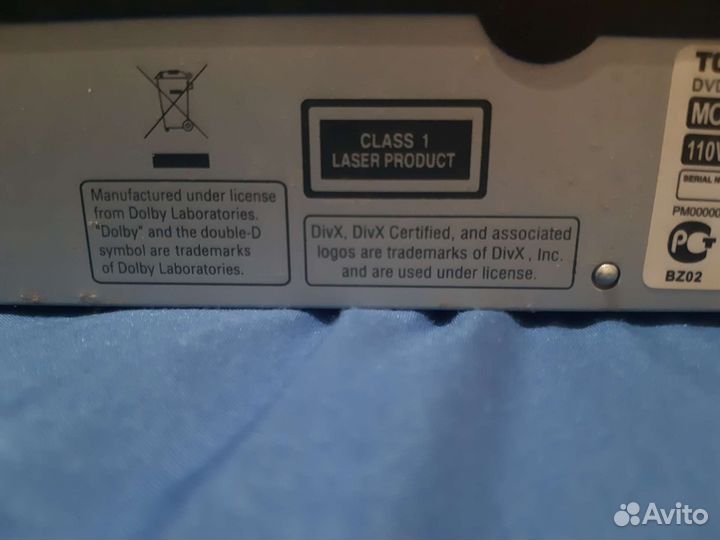 CLASS 1
LASER PRODUCT
Manufactured under license
from Dolby Laboratories.
"Dolby" and the double-D
symbol are trademarks
of Dolby Laboratories.
DivX, DivX Certified, and associated
logos are trademarks of DivX, Inc.
and are used under license.
DVD
110V
SERIAL N
PM00000
BZ02
Avito